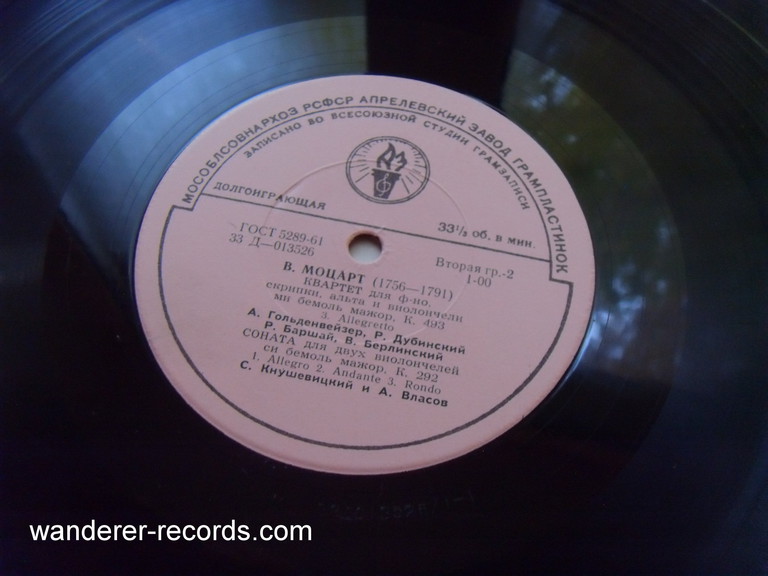 МОСОБЛСОВНАРХОЗ РСФСР АПРЕЛЕВСКИЙ ЗАВОД ГРАМПЛАСТИНОК
ЗАПИСАНО ВО ВСЕСОЮЗНОЙ СТУДИИ ГРАМЗАПИСИ
ДОЛГОИГРАЮЩАЯ
33⅓ об. в мин.
ГОСТ 5289-61
33 Д—013526
Вторая гр.-2
1-00
В. МОЦАРТ (1756—1791)
КВАРТЕТ для ф-но,
скрипки, альта и виолончели
ми бемоль мажор, К. 493
3. Allegretto
А. Гольденвейзер, Р. Дубинский
Р. Баршай, В. Берлинский
СОНАТА для двух виолончелей
си бемоль мажор, К. 292
1. Allegro 2. Andante 3. Rondo
С. Кнушевицкий и А. Власов
wanderer-records.com